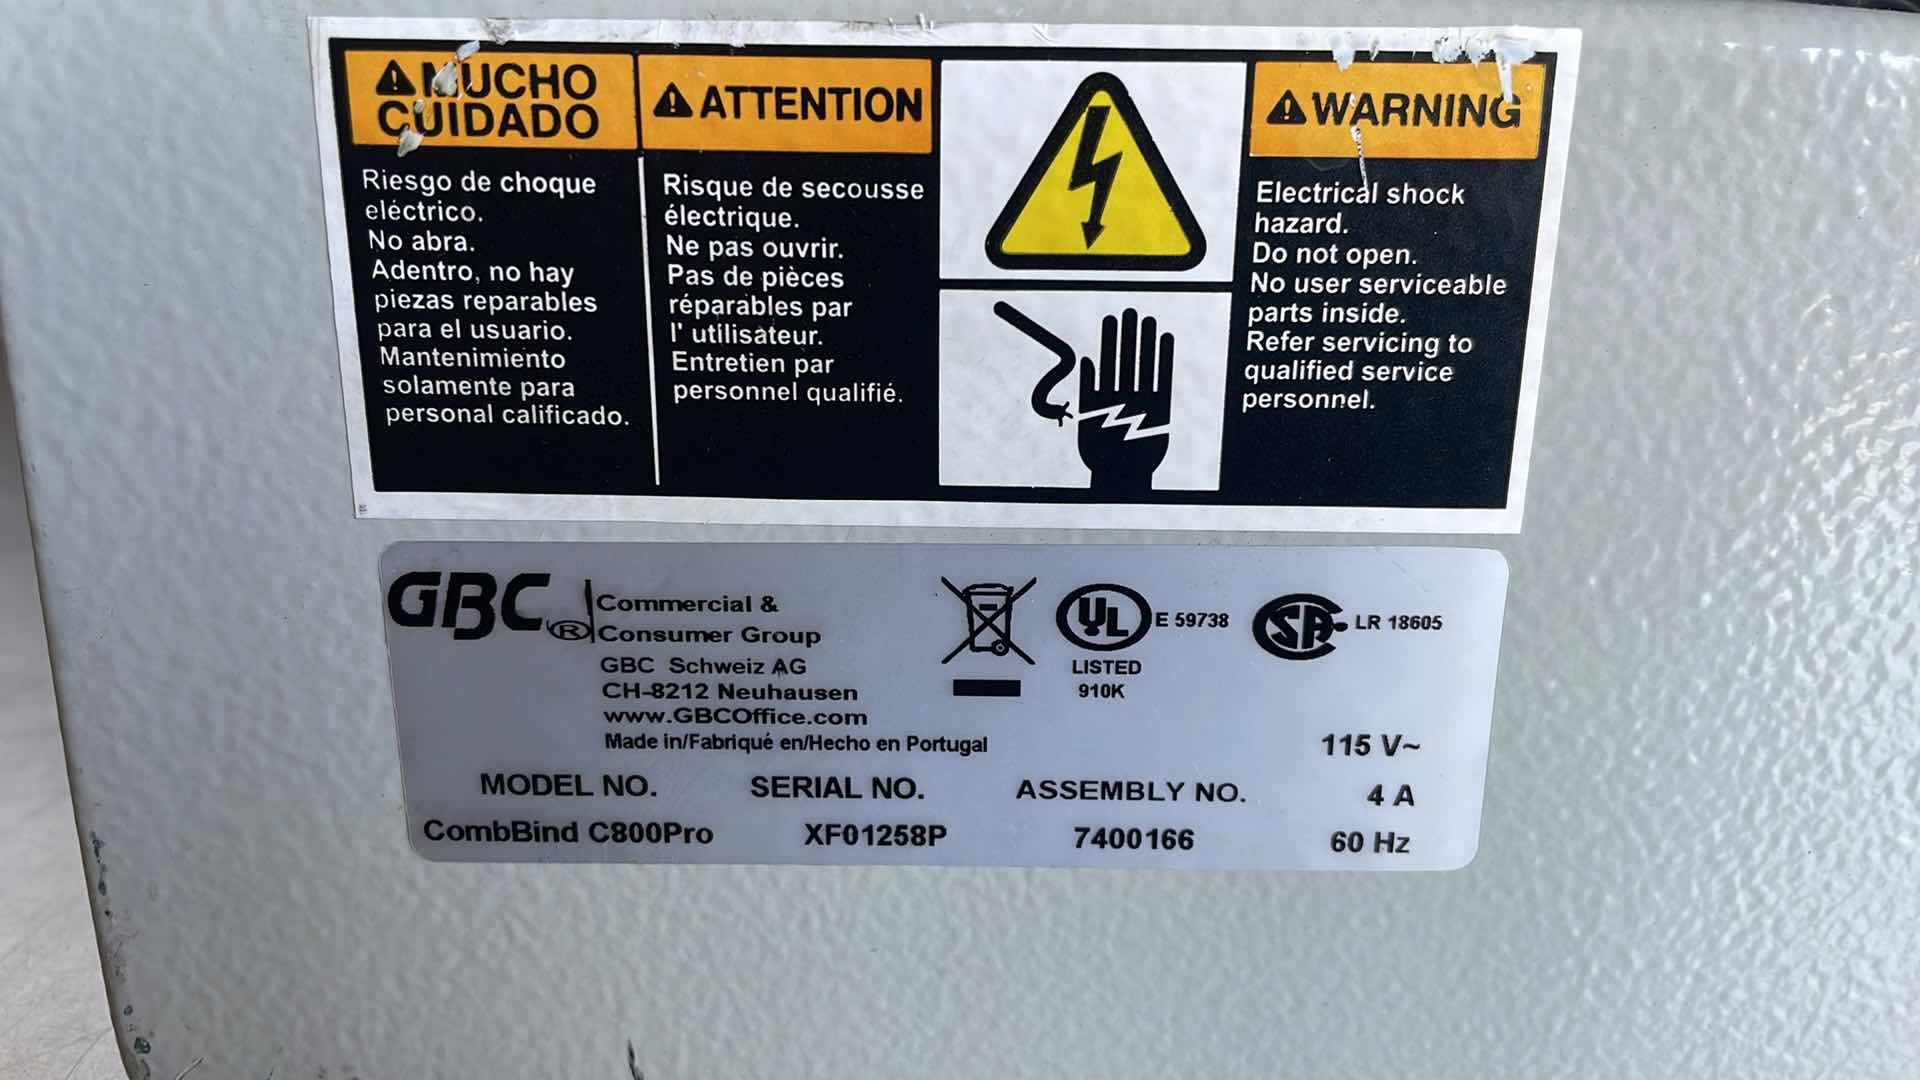 MUCHO
CUIDADO
Riesgo de choque
eléctrico.
No abra.
Adentro, no hay
piezas reparables
para el usuario.
Mantenimiento
solamente para
personal calificado.
ATTENTION
Risque de secousse
électrique.
Ne pas ouvrir.
Pas de pièces
réparables par
l' utilisateur.
Entretien par
personnel qualifié.
WARNING
Electrical shock
hazard.
Do not open.
No user serviceable
parts inside.
Refer servicing to
qualified service
personnel.
GBC®
Commercial &
Consumer Group
GBC Schweiz AG
CH-8212 Neuhausen
www.GBCOffice.com
Made in/Fabriqué en/Hecho en Portugal
UL E 59738
LISTED
910K
SA LR 18605
115 V~
4 A
60 Hz
MODEL NO. SERIAL NO. ASSEMBLY NO.
CombBind C800Pro XF01258P 7400166